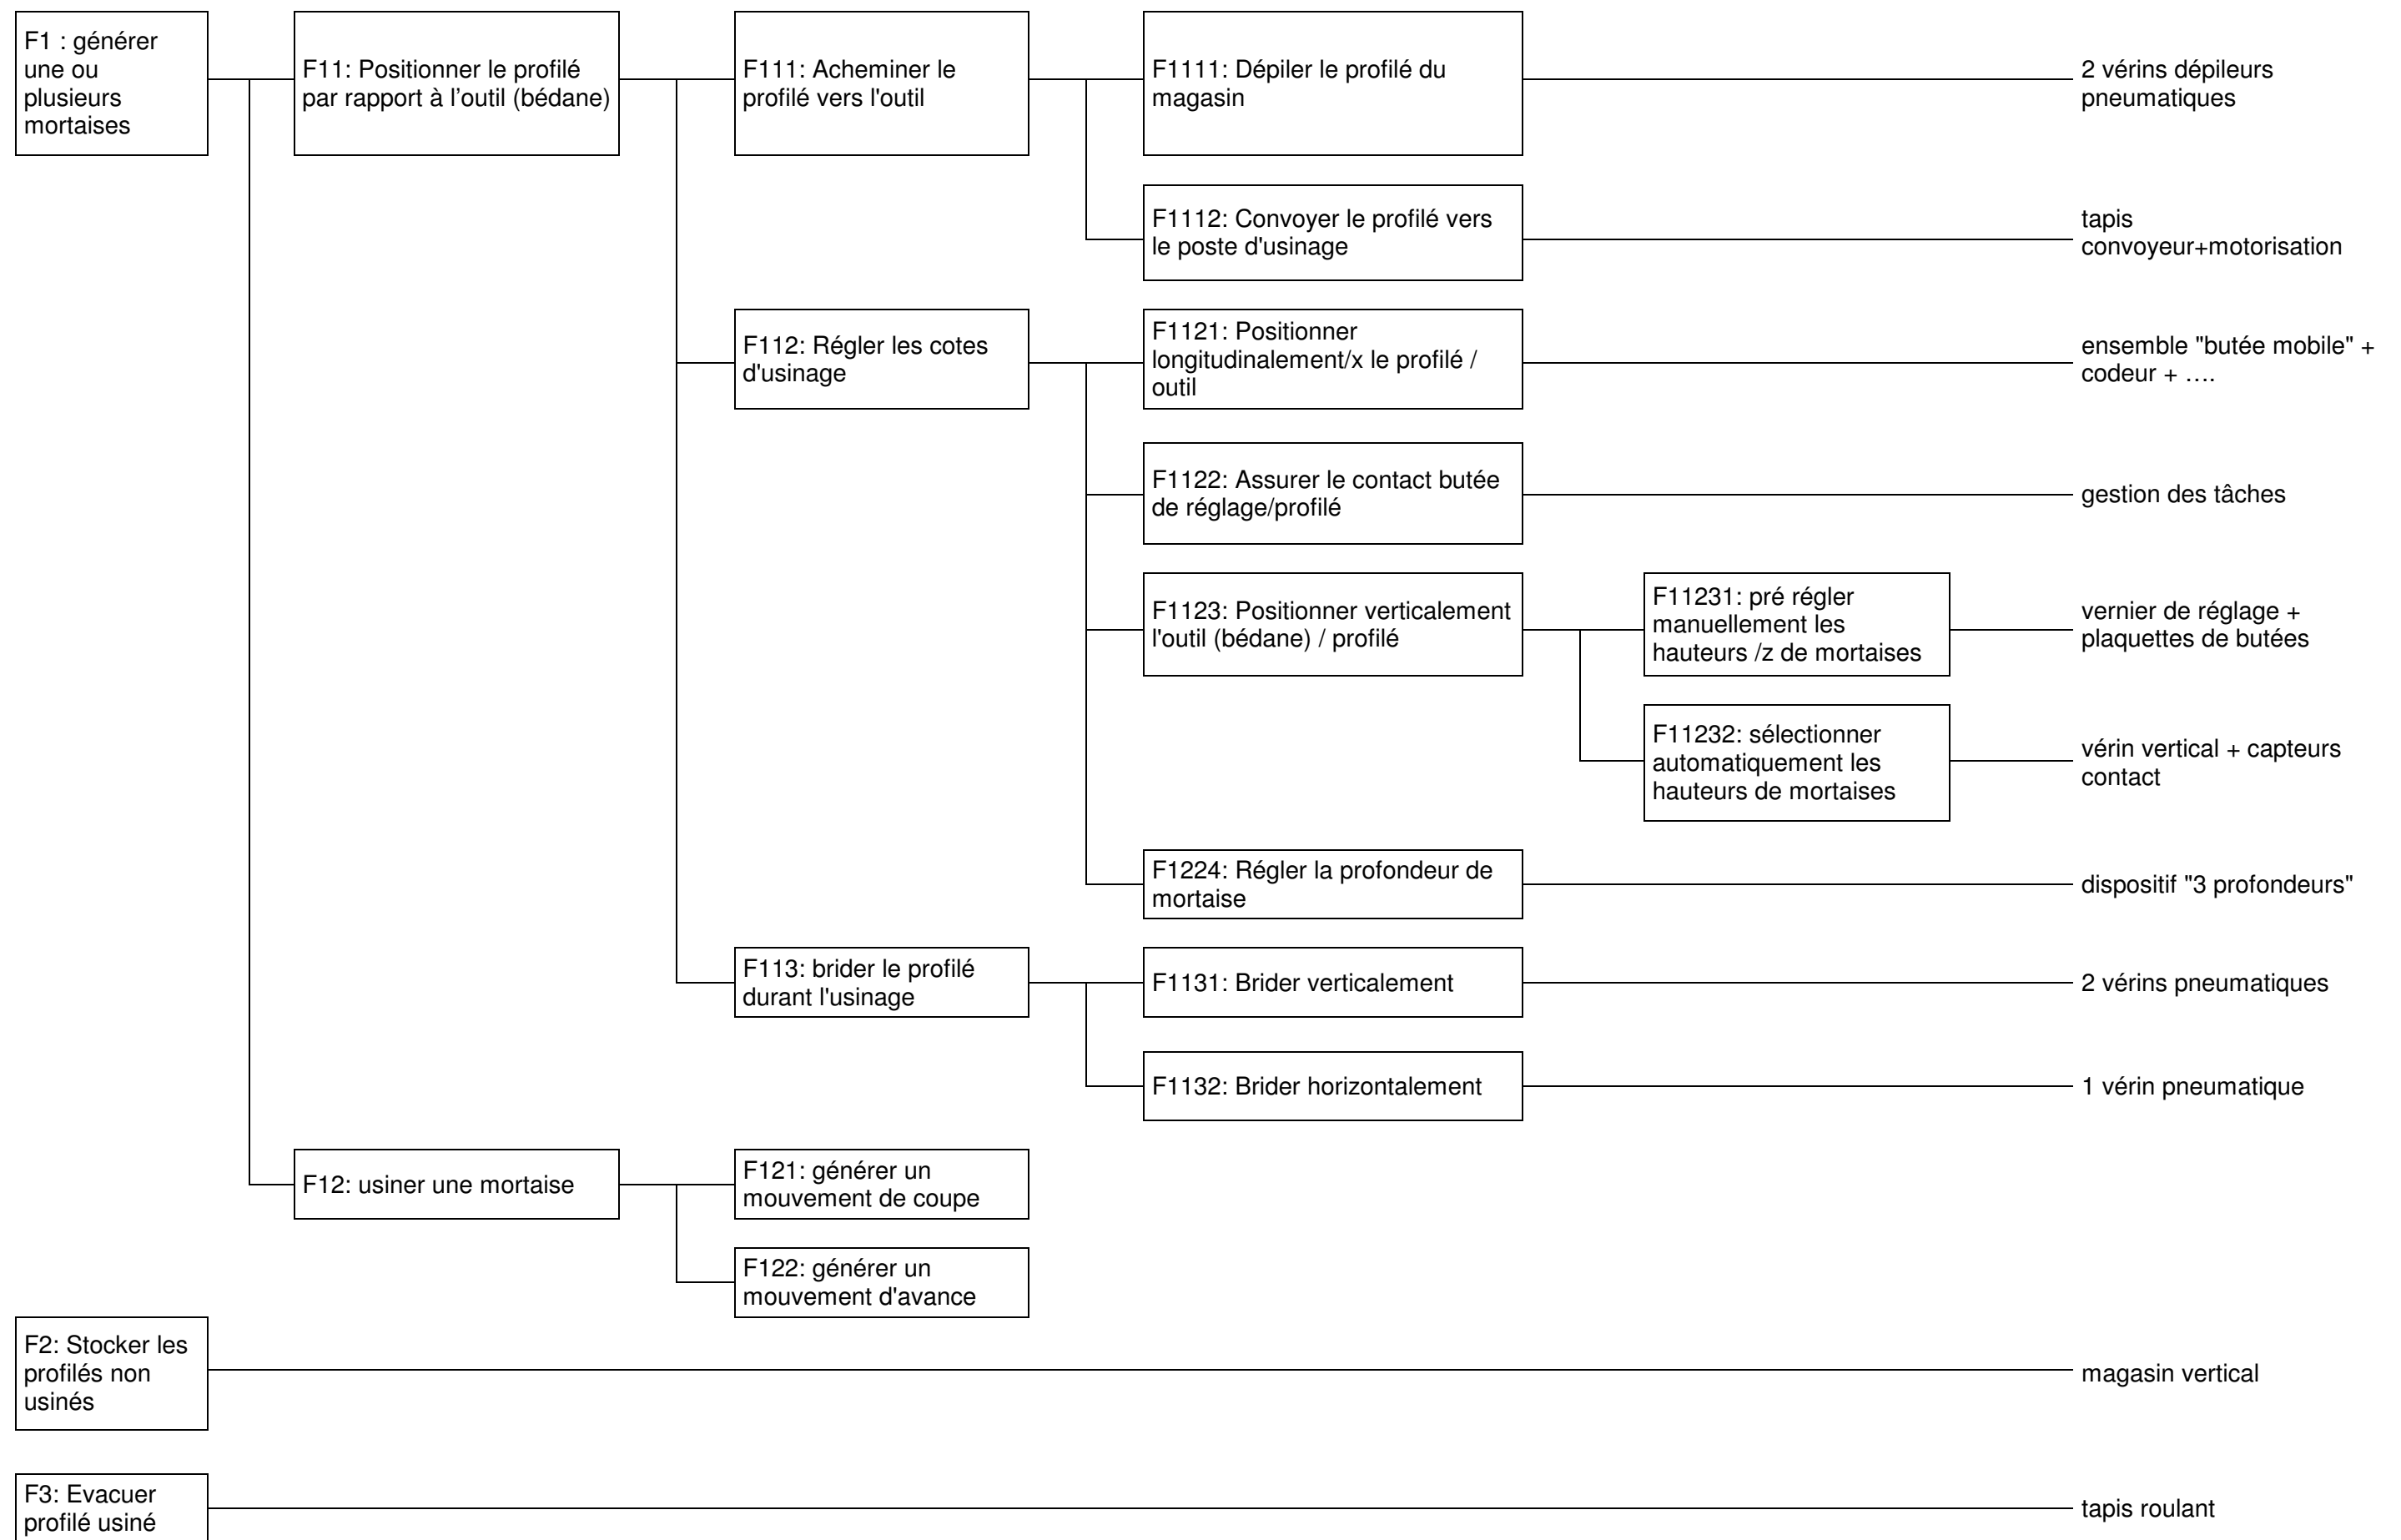 F1 : générer
une ou
plusieurs
mortaises
F11: Positionner le profilé
par rapport à l’outil (bédane)
F111: Acheminer le
profilé vers l'outil
F1111: Dépiler le profilé du
magasin
2 vérins dépileurs
pneumatiques
F1112: Convoyer le profilé vers
le poste d'usinage
tapis
convoyeur+motorisation
F112: Régler les cotes
d'usinage
F1121: Positionner
longitudinalement/x le profilé /
outil
ensemble "butée mobile" +
codeur + ….
F1122: Assurer le contact butée
de réglage/profilé
gestion des tâches
F1123: Positionner verticalement
l'outil (bédane) / profilé
F11231: pré régler
manuellement les
hauteurs /z de mortaises
vernier de réglage +
plaquettes de butées
F11232: sélectionner
automatiquement les
hauteurs de mortaises
vérin vertical + capteurs
contact
F1224: Régler la profondeur de
mortaise
dispositif "3 profondeurs"
F113: brider le profilé
durant l'usinage
F1131: Brider verticalement
2 vérins pneumatiques
F1132: Brider horizontalement
1 vérin pneumatique
F12: usiner une mortaise
F121: générer un
mouvement de coupe
F122: générer un
mouvement d'avance
F2: Stocker les
profilés non
usinés
magasin vertical
F3: Evacuer
profilé usiné
tapis roulant